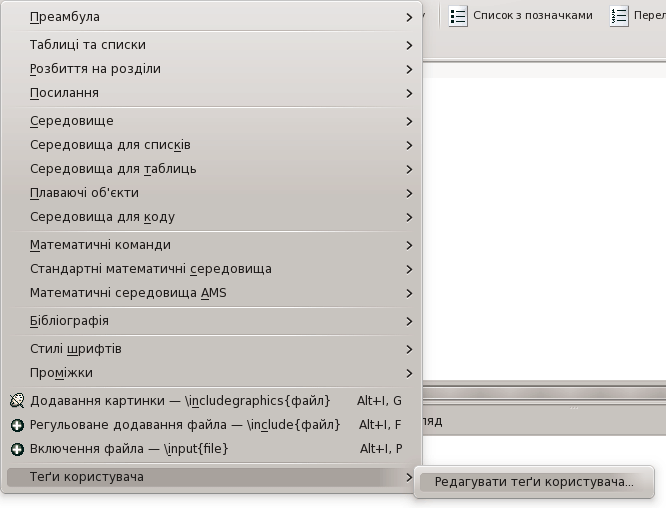 Преамбула
Список з позначками
Таблиці та списки
Розбиття на розділи
Посилання
Середовище
Середовища для списків
Середовища для таблиць
Плаваючі об'єкти
Середовища для коду
Математичні команди
Стандартні математичні середовища
Математичні середовища AMS
Бібліографія
Стилі шрифтів
Проміжки
Додавання картинки — \includegraphics{файл} Alt+I, G
Регульоване додавання файла — \include{файл} Alt+I, F
Включення файла — \input{file} Alt+I, P
Теґи користувача
Редагувати теґи користувача...